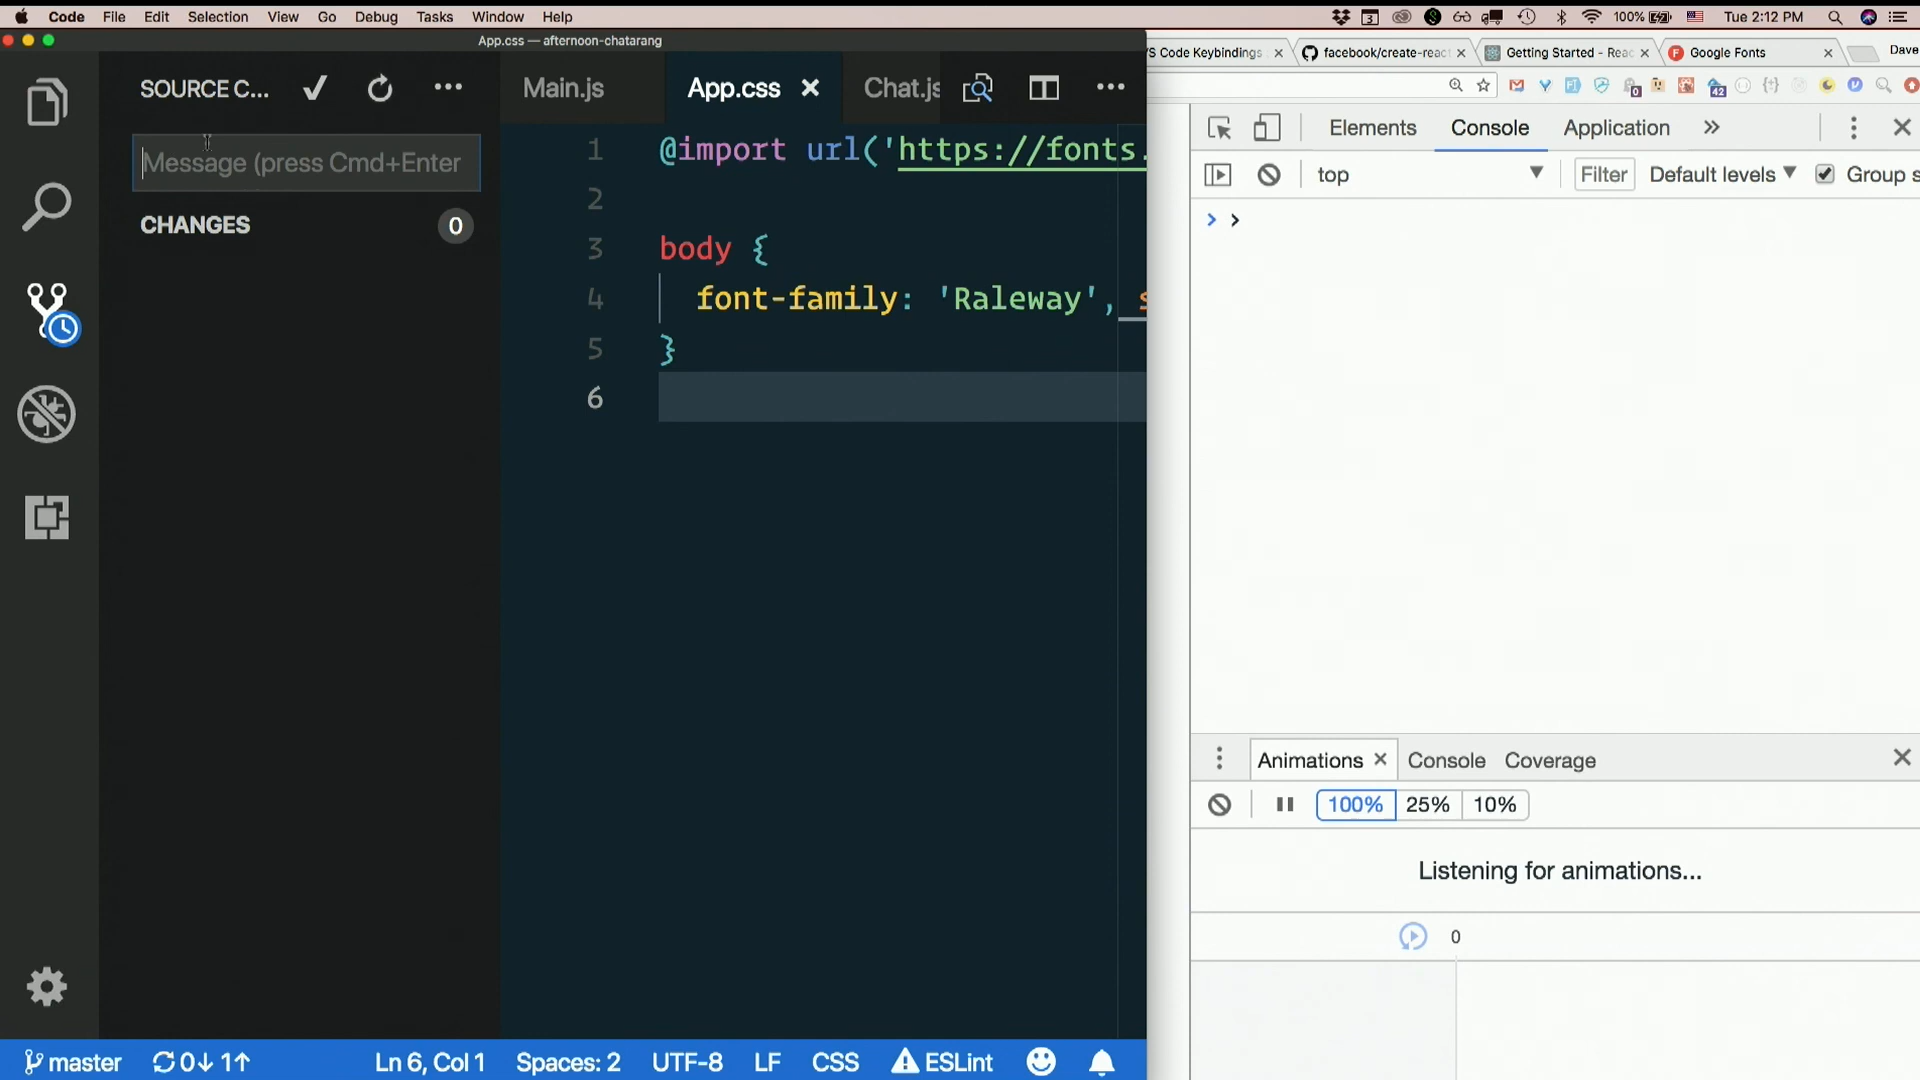 Code File Edit Selection View Go Debug Tasks Window Help
3
100%
Tue 2:12 PM
App.css — afternoon-chatarang
SOURCE C...
Message (press Cmd+Enter
CHANGES
0
Main.js
App.css
Chat.js
1 @import url('https://fonts.
2
3 body {
4 font-family: 'Raleway', s
5 }
6
master
0↓ 1↑
Ln 6, Col 1
Spaces: 2
UTF-8
LF
CSS
ESLint
S Code Keybindings
facebook/create-reac
Getting Started - Reac
Google Fonts
Dave
0
42
Elements
Console
Application
»
top
Filter
Default levels
Group s
> >
Animations
Console
Coverage
100%
25%
10%
Listening for animations...
0